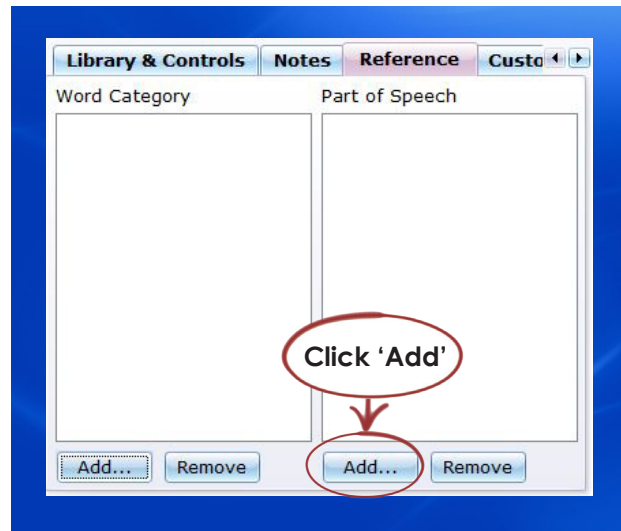 Library & Controls Notes Reference Custo
Word Category Part of Speech
Click ‘Add’
Add... Remove Add... Remove